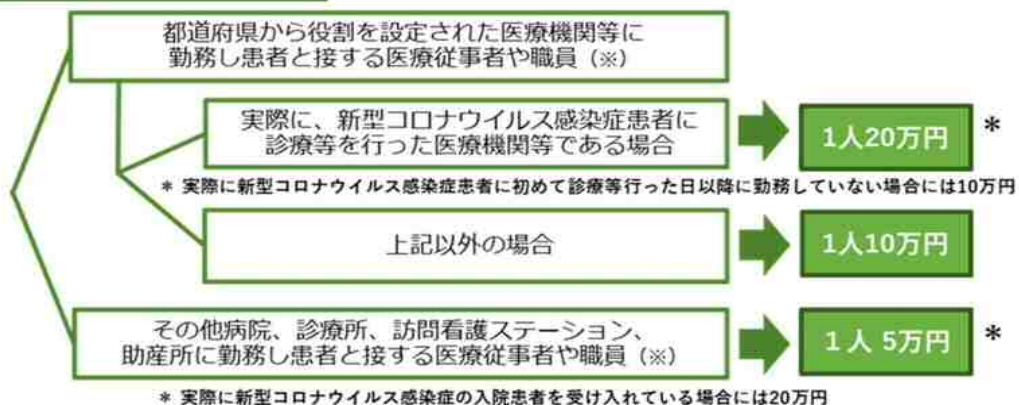 都道府県から役割を設定された医療機関等に
勤務し患者と接する医療従事者や職員（※）
実際に、新型コロナウイルス感染症患者に
診療等を行った医療機関等である場合
1人20万円 *
* 実際に新型コロナウイルス感染症患者に初めて診療等行った日以降に勤務していない場合には10万円
上記以外の場合
1人10万円
その他病院、診療所、訪問看護ステーション、
助産所に勤務し患者と接する医療従事者や職員（※）
1人 5万円 *
* 実際に新型コロナウイルス感染症の入院患者を受け入れている場合には20万円